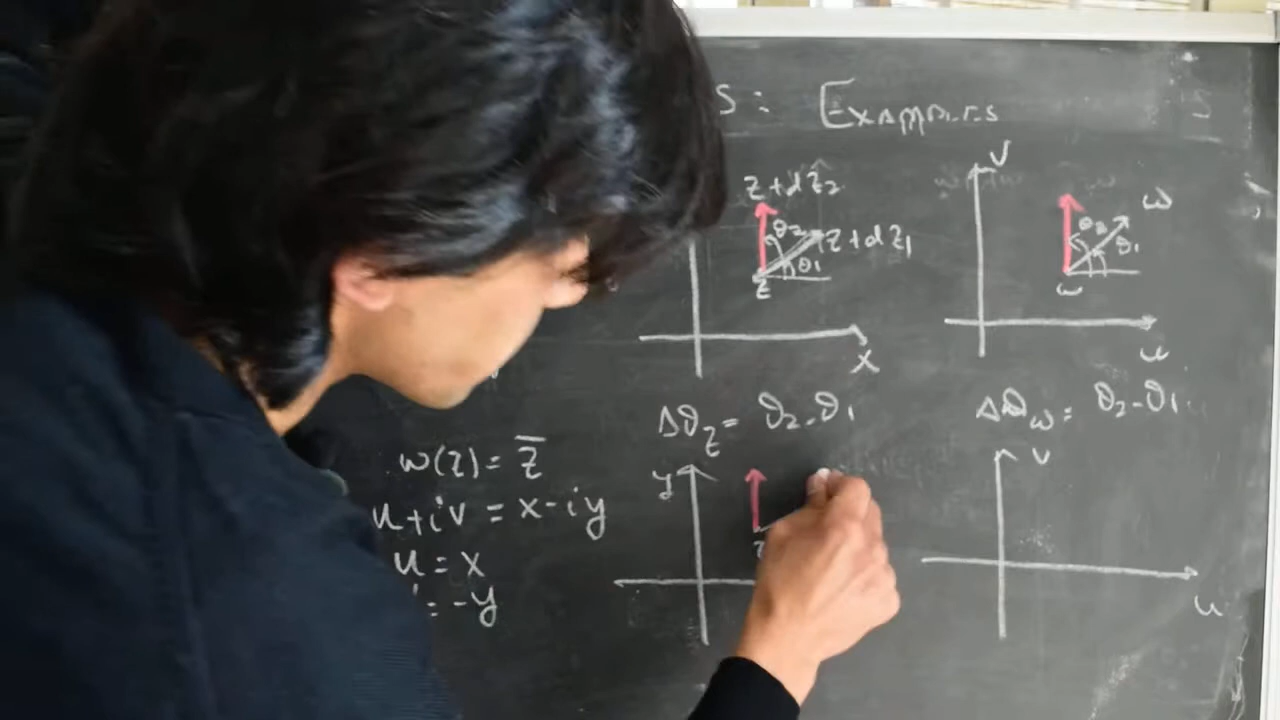 S: EXAMPLES
z+dz₂
θ₂
z+dz₁
θ₁
z
x
v
w
θ₂
θ₁
w
u
Δθ_z = θ₂-θ₁
Δθ_w = θ₂-θ₁
w(z) = z̅
u+iv = x-iy
u = x
= -y
y
z
v
u